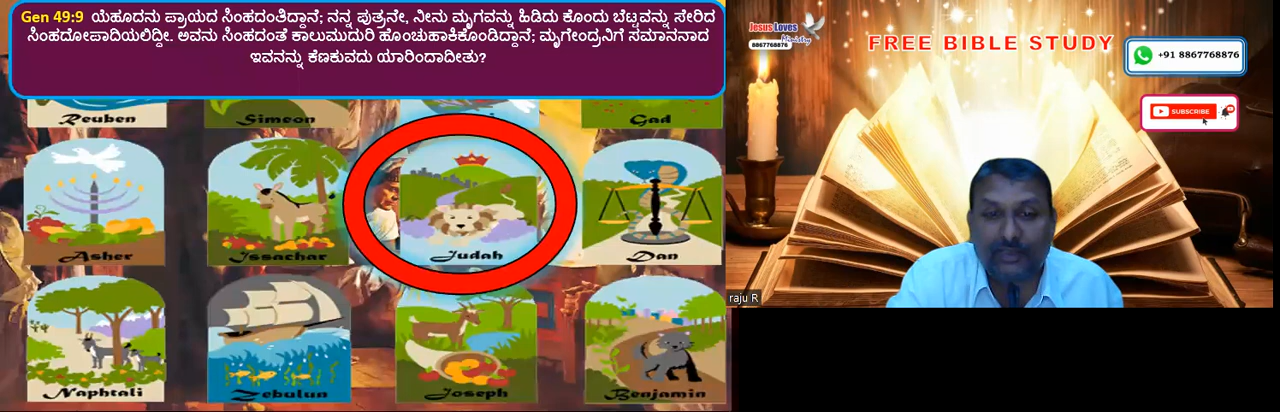 Gen 49:9 ಯೆಹೂದನು ಪ್ರಾಯದ ಸಿಂಹದಂತಿದ್ದಾನೆ; ನನ್ನ ಪುತ್ರನೇ, ನೀನು ಮೃಗವನ್ನು ಹಿಡಿದು ಕೊಂದು ಬೆಟ್ಟವನ್ನು ಸೇರಿದ
ಸಿಂಹದೋಪಾದಿಯಲಿದ್ದೀ. ಅವನು ಸಿಂಹದಂತೆ ಕಾಲುಮುದುರಿ ಹೊಂಚುಹಾಕಿಕೊಂಡಿದ್ದಾನೆ; ಮೃಗೇಂದ್ರನಿಗೆ ಸಮಾನನಾದ
ಇವನನ್ನು ಕೆಣಕುವದು ಯಾರಿಂದಾದೀತು?
Reuben
Simeon
Gad
Asher
Issachar
Judah
Dan
Naphtali
Zebulun
Joseph
Benjamin
Jesus Loves
Ministry
8867768876
FREE BIBLE STUDY
+91 8867768876
SUBSCRIBE
raju R